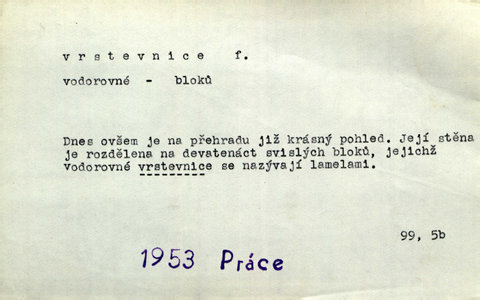 vrstevnice f.
vodorovné - bloků
Dnes ovšem je na přehradu již krásný pohled. Její stěna
je rozdělena na devatenáct svislých bloků, jejichž
vodorovné vrstevnice se nazývají lamelami.
99, 5b
1953 Práce